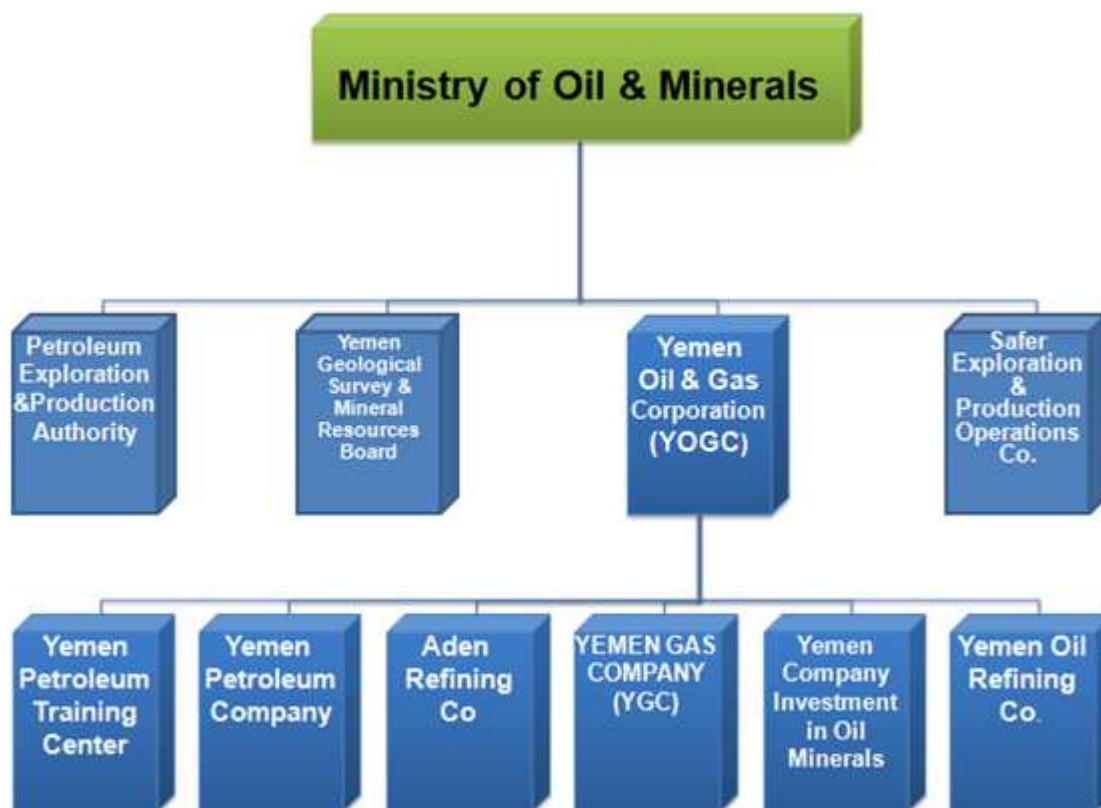 Ministry of Oil & Minerals
Petroleum
Exploration
&Production
Authority
Yemen
Geological
Survey &
Mineral
Resources
Board
Yemen
Oil & Gas
Corporation
(YOGC)
Safer
Exploration
&
Production
Operations
Co.
Yemen
Petroleum
Training
Center
Yemen
Petroleum
Company
Aden
Refining
Co
YEMEN GAS
COMPANY
(YGC)
Yemen
Company
Investment
in Oil
Minerals
Yemen Oil
Refining
Co.